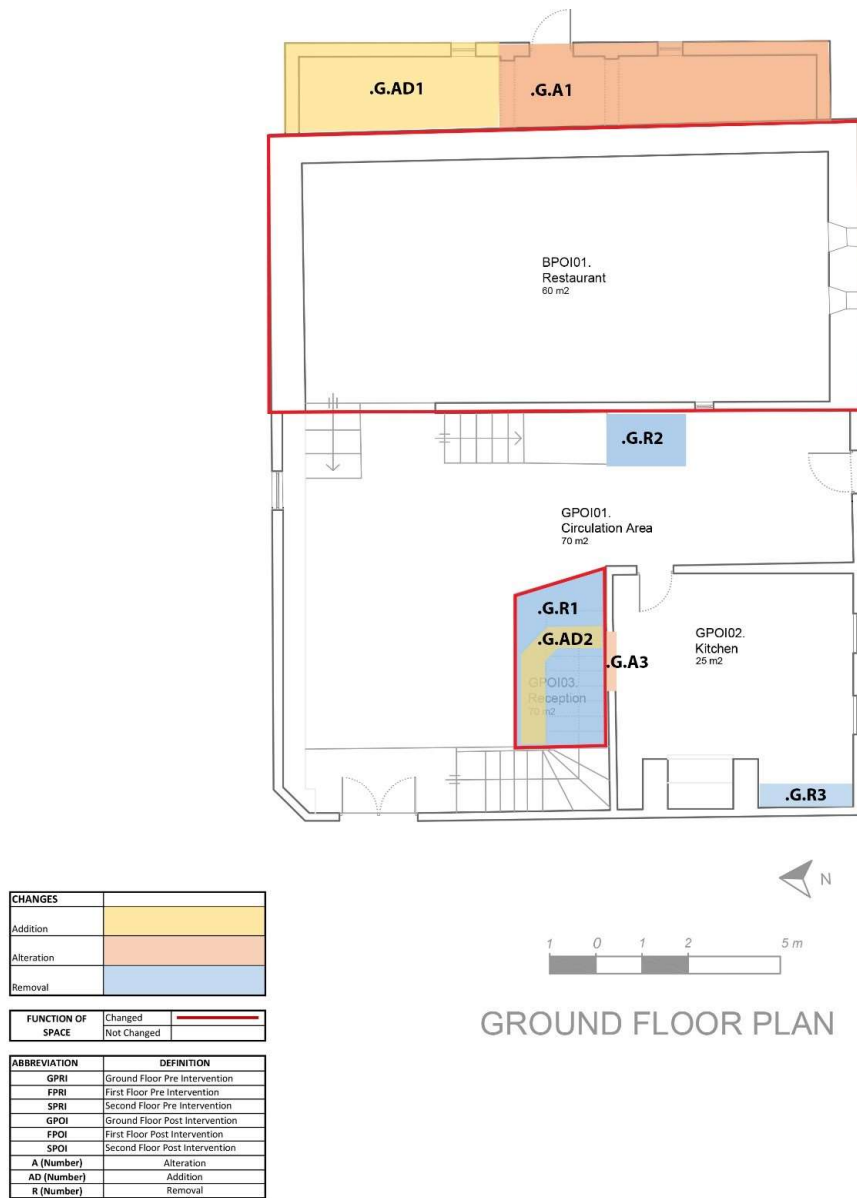 .G.AD1
.G.A1
BPOI01.
Restaurant
60 m2
.G.R2
GPOI01.
Circulation Area
70 m2
.G.R1
.G.AD2
GPOI03.
Reception
70 m2
.G.A3
GPOI02.
Kitchen
25 m2
.G.R3
N
1 0 1 2 5 m
GROUND FLOOR PLAN
CHANGES
Addition
Alteration
Removal
FUNCTION OF SPACE
Changed
Not Changed
ABBREVIATION DEFINITION
GPRI Ground Floor Pre Intervention
FPRI First Floor Pre Intervention
SPRI Second Floor Pre Intervention
GPOI Ground Floor Post Intervention
FPOI First Floor Post Intervention
SPOI Second Floor Post Intervention
A (Number) Alteration
AD (Number) Addition
R (Number) Removal